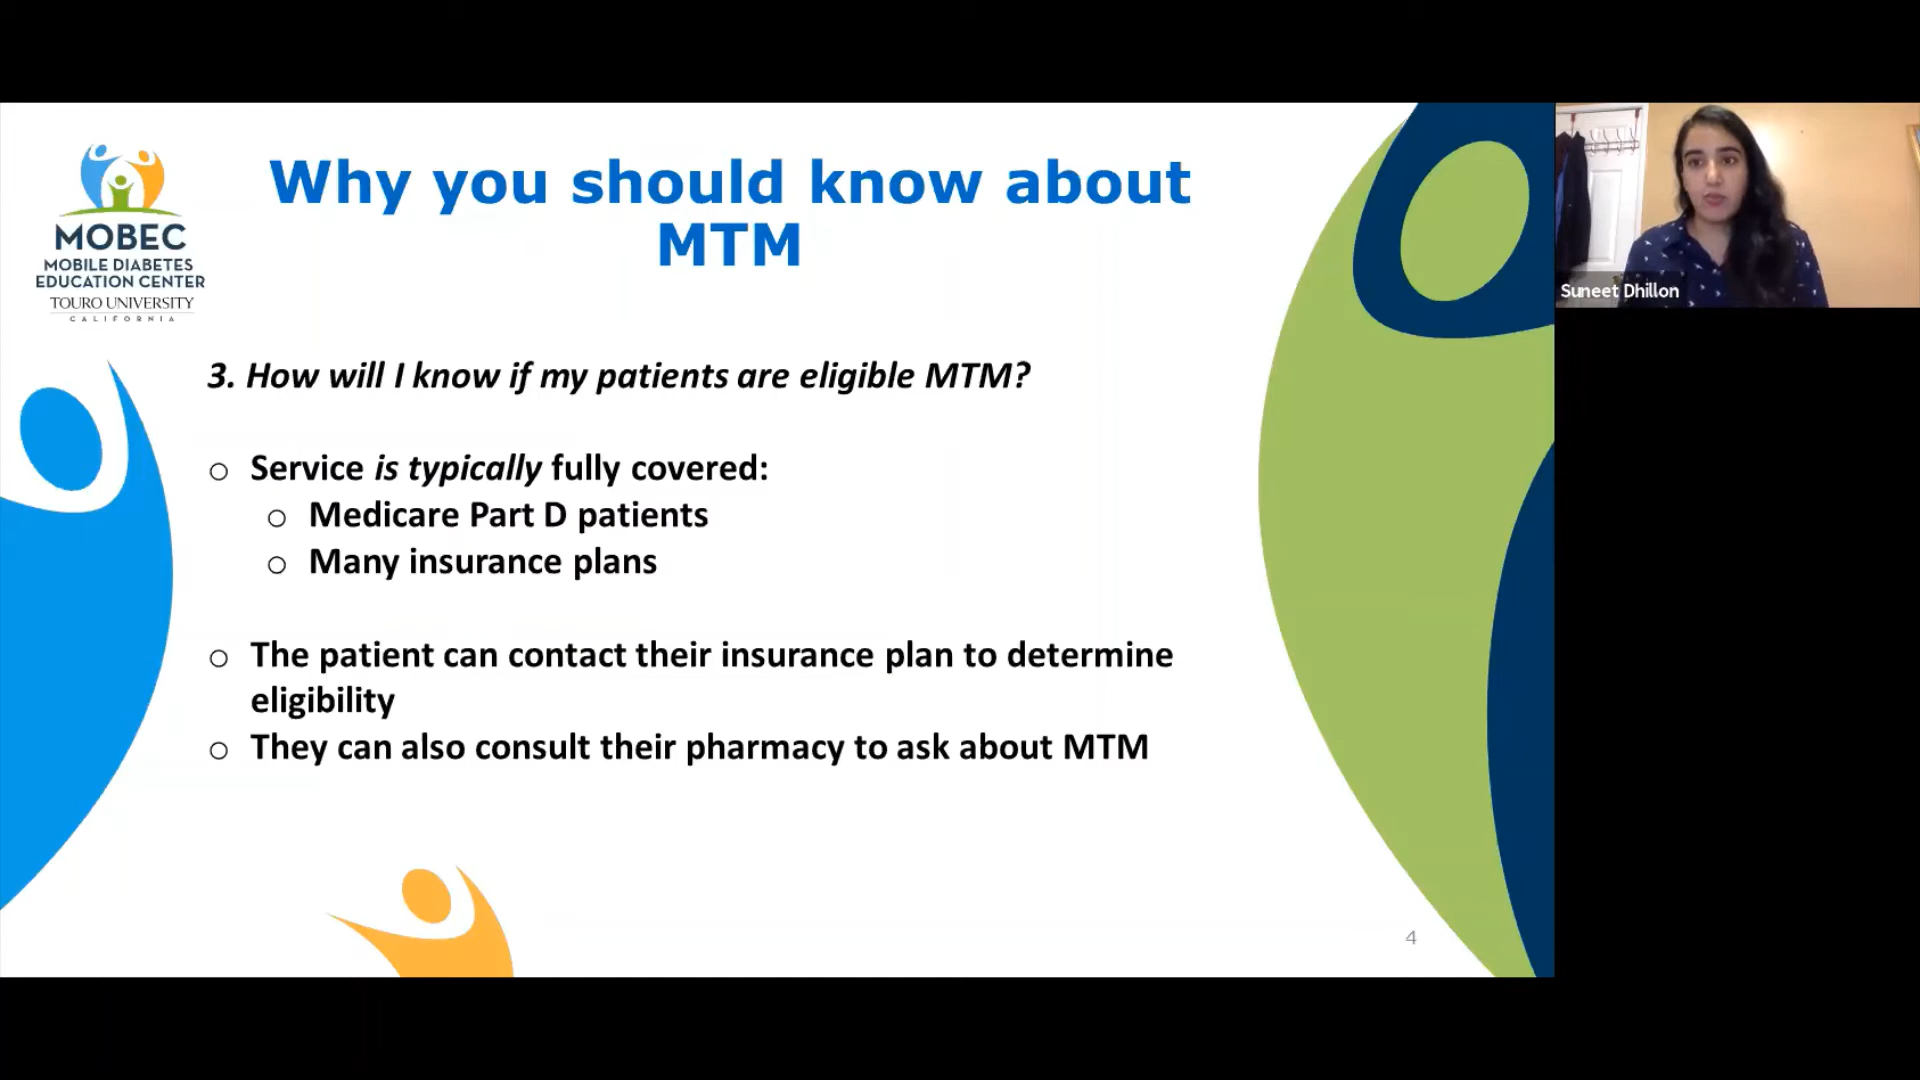 Why you should know about
MTM
MOBEC
MOBILE DIABETES
EDUCATION CENTER
TOURO UNIVERSITY
CALIFORNIA
3. How will I know if my patients are eligible MTM?
o Service is typically fully covered:
o Medicare Part D patients
o Many insurance plans
o The patient can contact their insurance plan to determine
eligibility
o They can also consult their pharmacy to ask about MTM
4
Suneet Dhillon